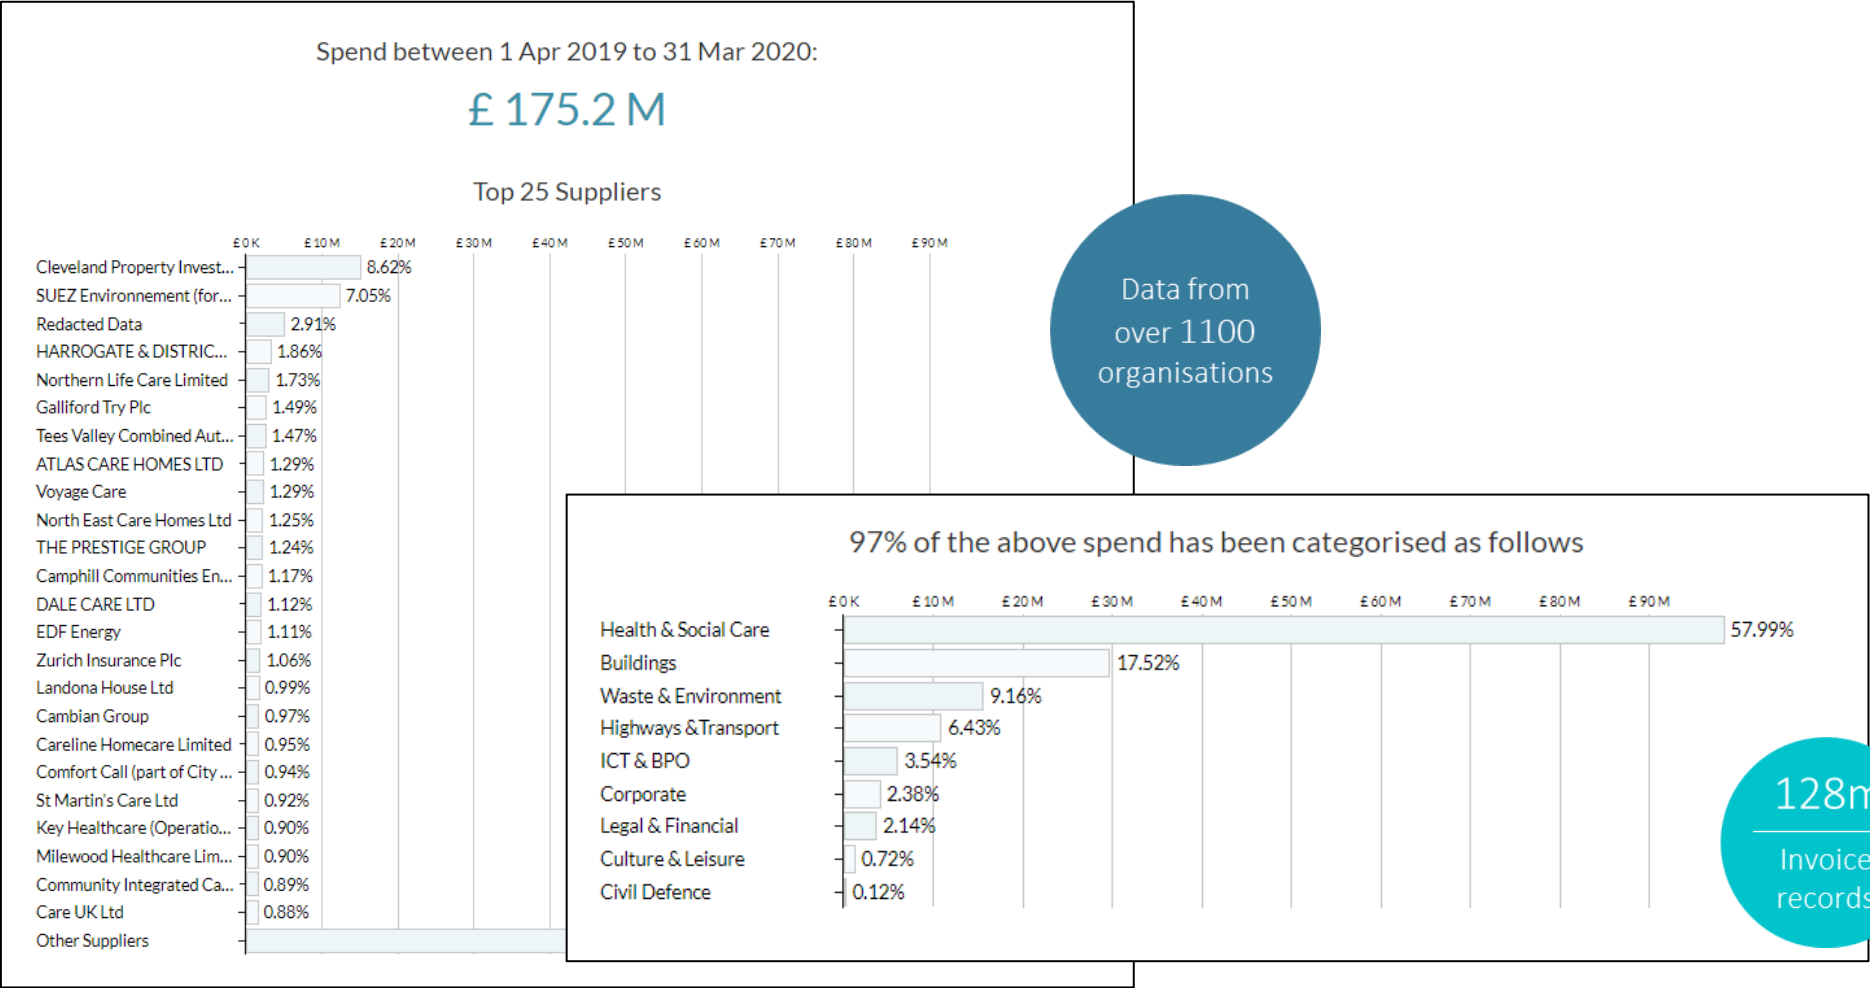 Spend between 1 Apr 2019 to 31 Mar 2020:
£ 175.2 M
Top 25 Suppliers
£0K £10M £20M £30M £40M £50M £60M £70M £80M £90M
Cleveland Property Invest... 8.62%
SUEZ Environnement (for... 7.05%
Redacted Data 2.91%
HARROGATE & DISTRIC... 1.86%
Northern Life Care Limited 1.73%
Galliford Try Plc 1.49%
Tees Valley Combined Aut... 1.47%
ATLAS CARE HOMES LTD 1.29%
Voyage Care 1.29%
North East Care Homes Ltd 1.25%
THE PRESTIGE GROUP 1.24%
Camphill Communities En... 1.17%
DALE CARE LTD 1.12%
EDF Energy 1.11%
Zurich Insurance Plc 1.06%
Landona House Ltd 0.99%
Cambian Group 0.97%
Careline Homecare Limited 0.95%
Comfort Call (part of City ... 0.94%
St Martin's Care Ltd 0.92%
Key Healthcare (Operatio... 0.90%
Milewood Healthcare Lim... 0.90%
Community Integrated Ca... 0.89%
Care UK Ltd 0.88%
Other Suppliers
Data from
over 1100
organisations
97% of the above spend has been categorised as follows
£0K £10M £20M £30M £40M £50M £60M £70M £80M £90M
Health & Social Care 57.99%
Buildings 17.52%
Waste & Environment 9.16%
Highways &Transport 6.43%
ICT & BPO 3.54%
Corporate 2.38%
Legal & Financial 2.14%
Culture & Leisure 0.72%
Civil Defence 0.12%
128m
Invoice
records